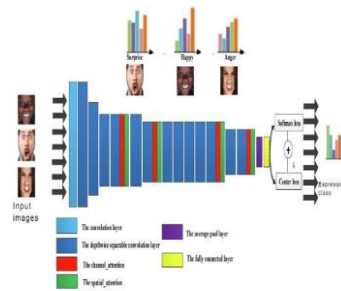 Surprise
Happy
Anger
Softmax loss
+
λ
Center loss
Expression
class
Input
images
The convolution layer
The depthwise separable convolution layer
The channel_attention
The spatial_attention
The average pool layer
The fully connected layer